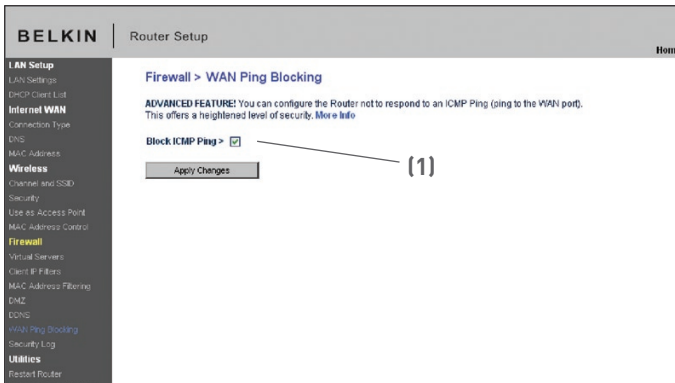 BELKIN
Router Setup
Hom
LAN Setup
LAN Settings
DHCP Client List
Internet WAN
Connection Type
DNS
MAC Address
Wireless
Channel and SSID
Security
Use as Access Point
MAC Address Control
Firewall
Virtual Servers
Client IP Filters
MAC Address Filtering
DMZ
DDNS
WAN Ping Blocking
Security Log
Utilities
Restart Router
Firewall > WAN Ping Blocking
ADVANCED FEATURE! You can configure the Router not to respond to an ICMP Ping (ping to the WAN port).
This offers a heightened level of security. More Info
Block ICMP Ping >
(1)
Apply Changes